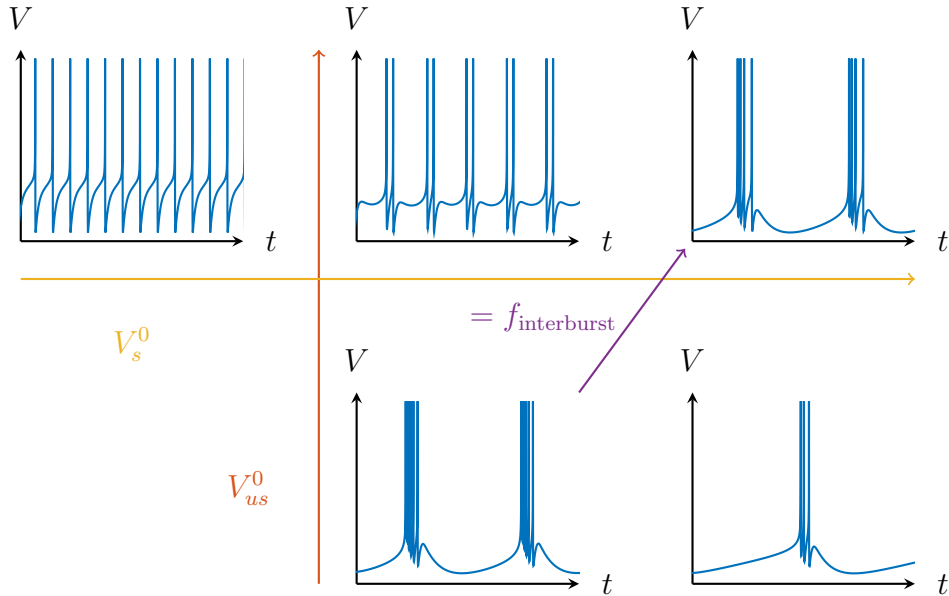 V V V
t t t
= f_interburst
V_s^0
V V
V_us^0
t t